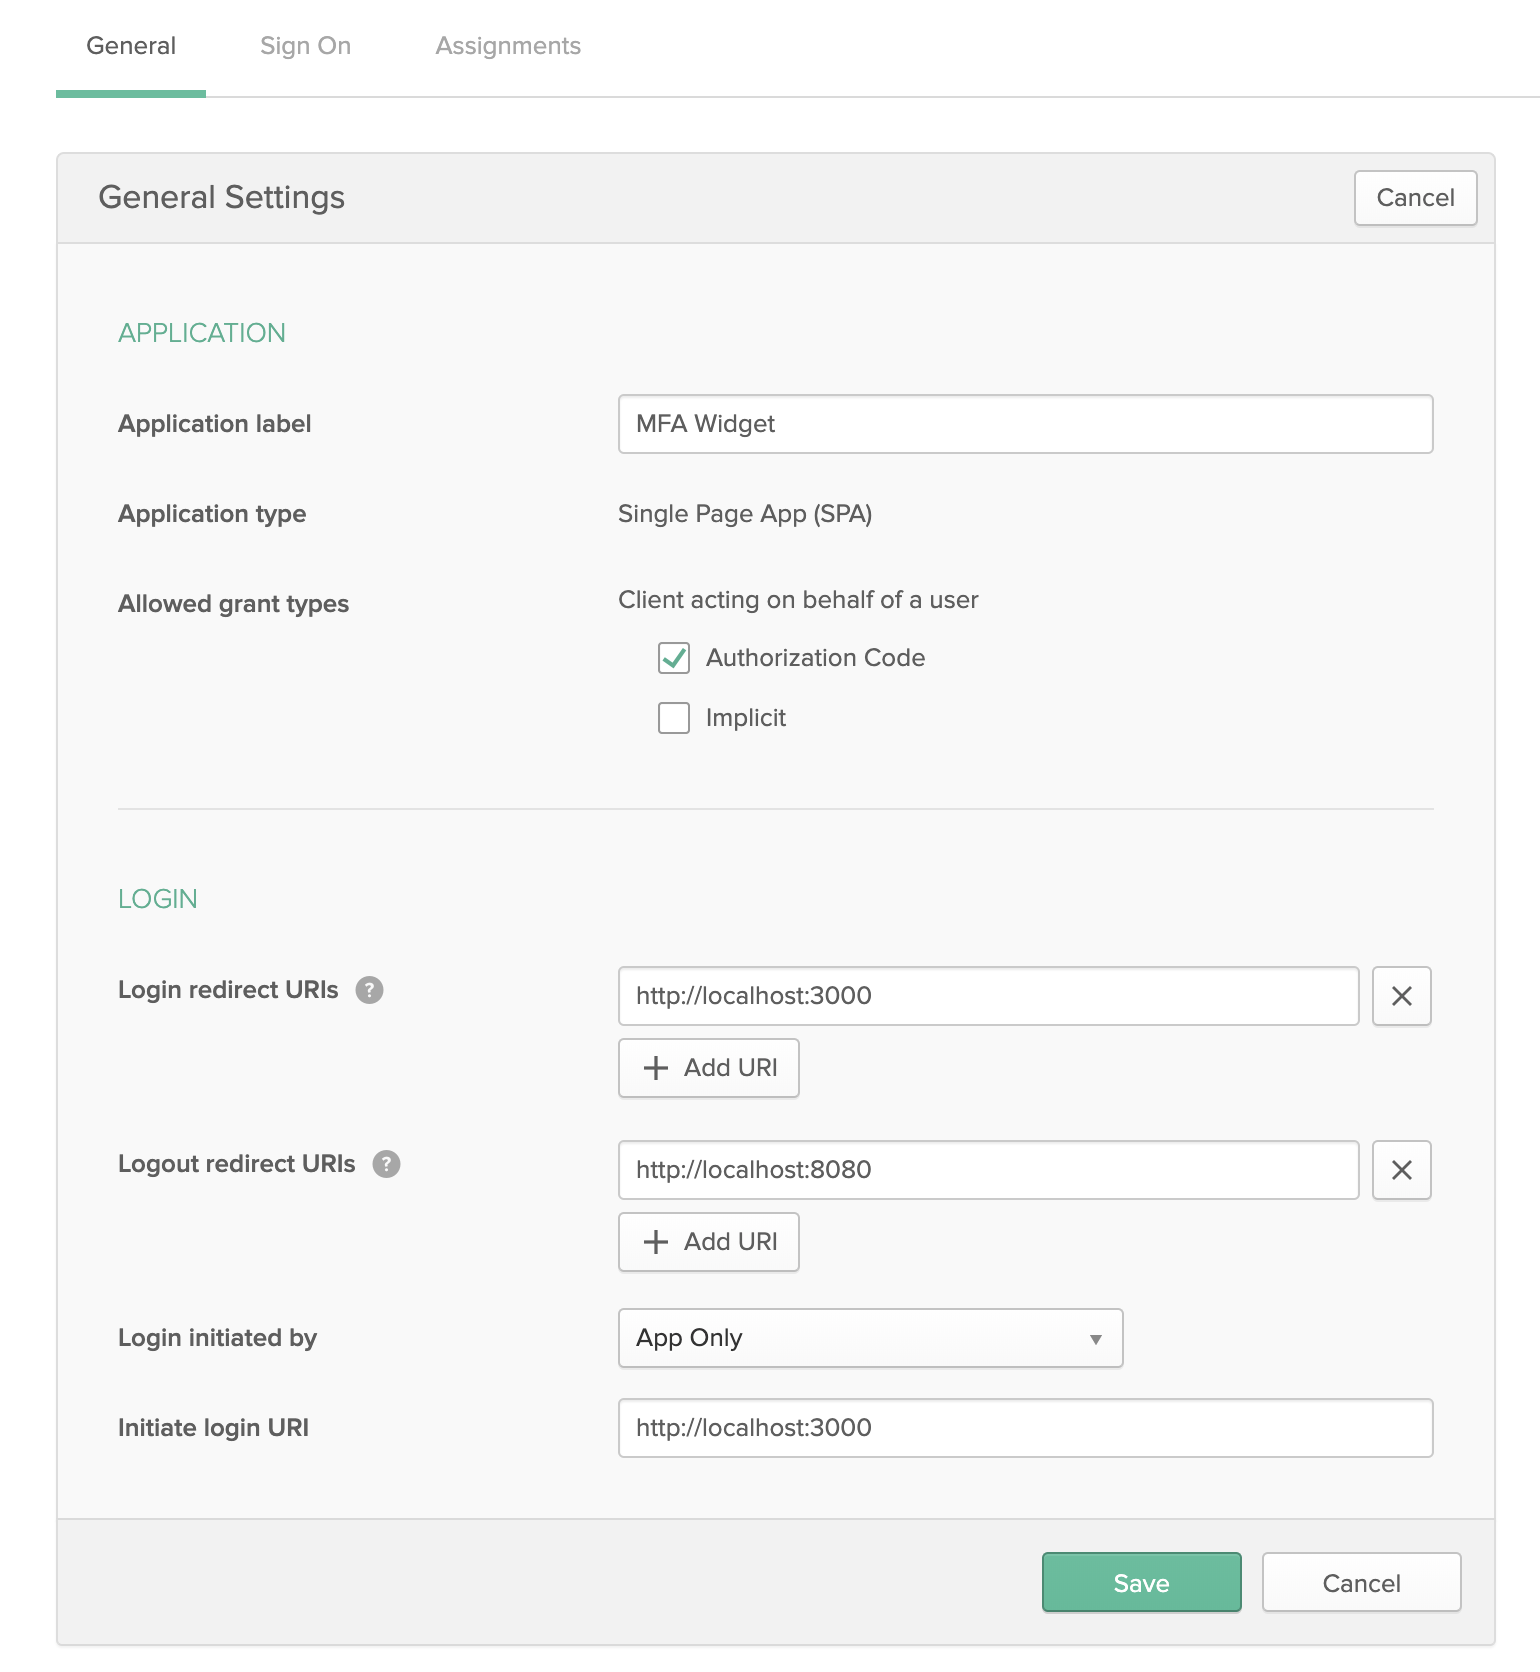 General Sign On Assignments
General Settings Cancel
APPLICATION
Application label MFA Widget
Application type Single Page App (SPA)
Allowed grant types Client acting on behalf of a user
Authorization Code
Implicit
LOGIN
Login redirect URIs ? http://localhost:3000
+ Add URI
Logout redirect URIs ? http://localhost:8080
+ Add URI
Login initiated by App Only
Initiate login URI http://localhost:3000
Save Cancel